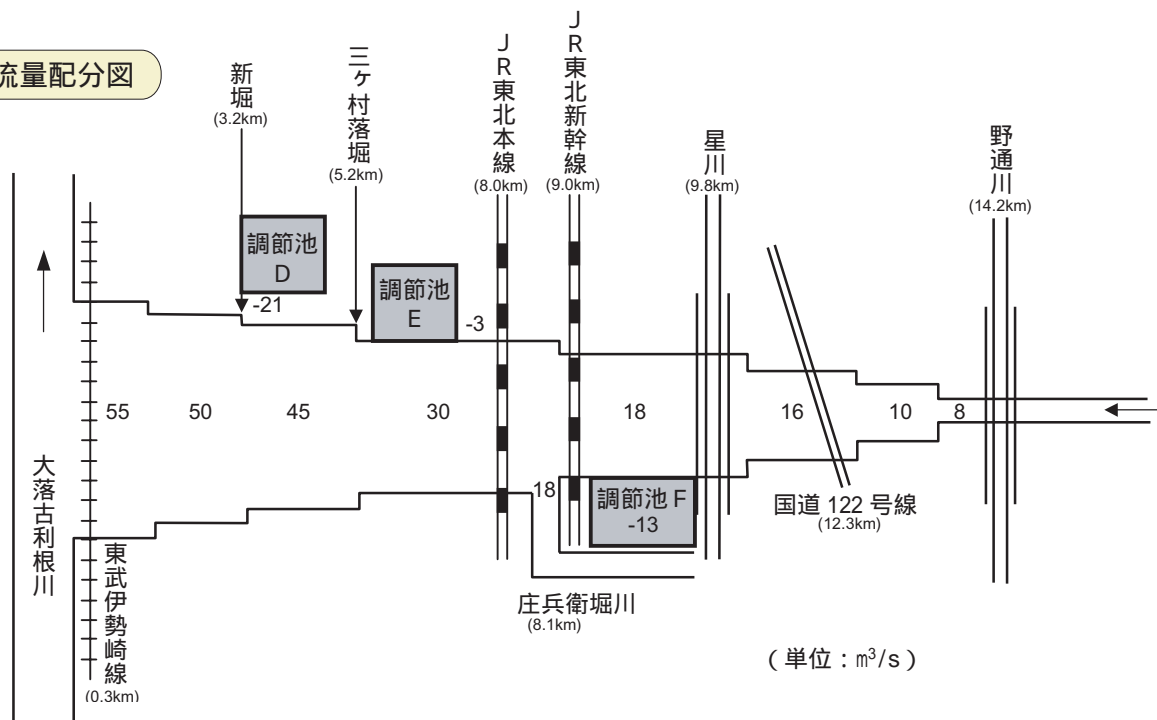 流量配分図
新堀
(3.2km)
三ヶ村落堀
(5.2km)
JR東北本線
(8.0km)
JR東北新幹線
(9.0km)
星川
(9.8km)
野通川
(14.2km)
調節池
D
-21
調節池
E
-3
55
50
45
30
18
16
10
8
18
調節池 F
-13
国道 122 号線
(12.3km)
大落古利根川
東武伊勢崎線
(0.3km)
庄兵衛堀川
(8.1km)
（単位：㎥/s）